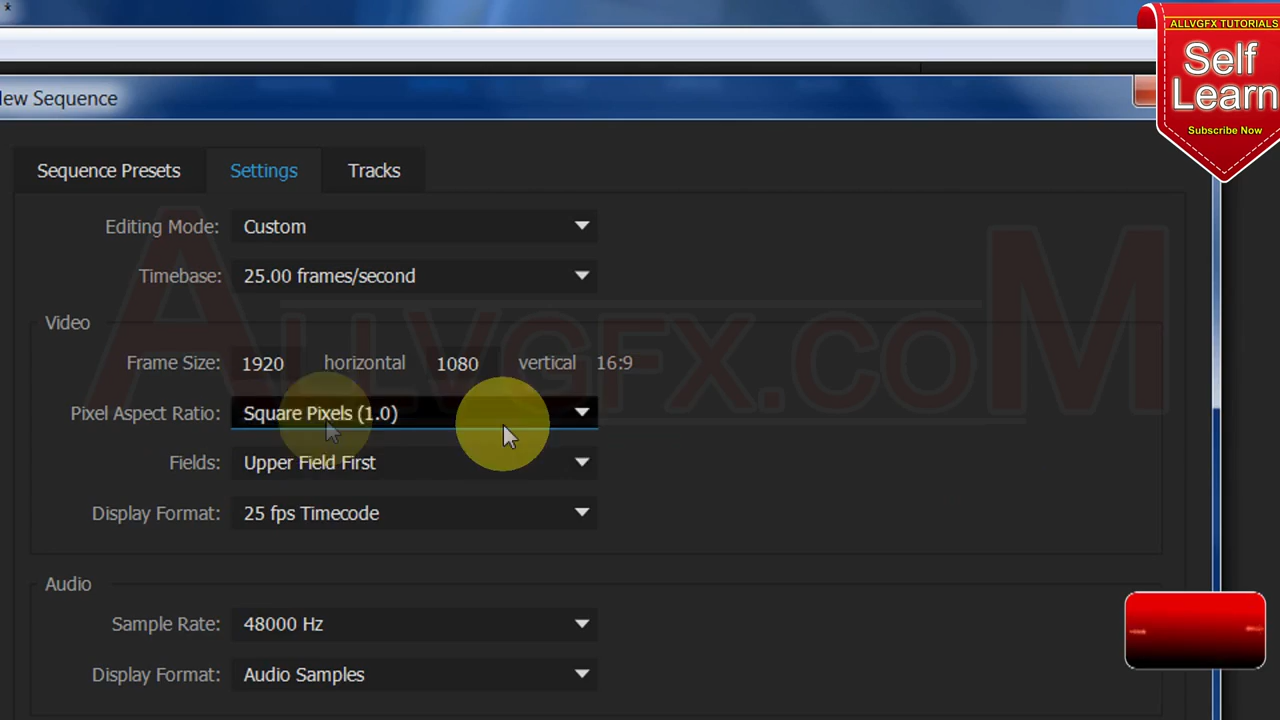 *
ALLVGFX TUTORIALS
Self
Learn
Subscribe Now
New Sequence
Sequence Presets Settings Tracks
Editing Mode: Custom
Timebase: 25.00 frames/second
Video
Frame Size: 1920 horizontal 1080 vertical 16:9
ALLVGFX.COM
Pixel Aspect Ratio: Square Pixels (1.0)
Fields: Upper Field First
Display Format: 25 fps Timecode
Audio
Sample Rate: 48000 Hz
Display Format: Audio Samples